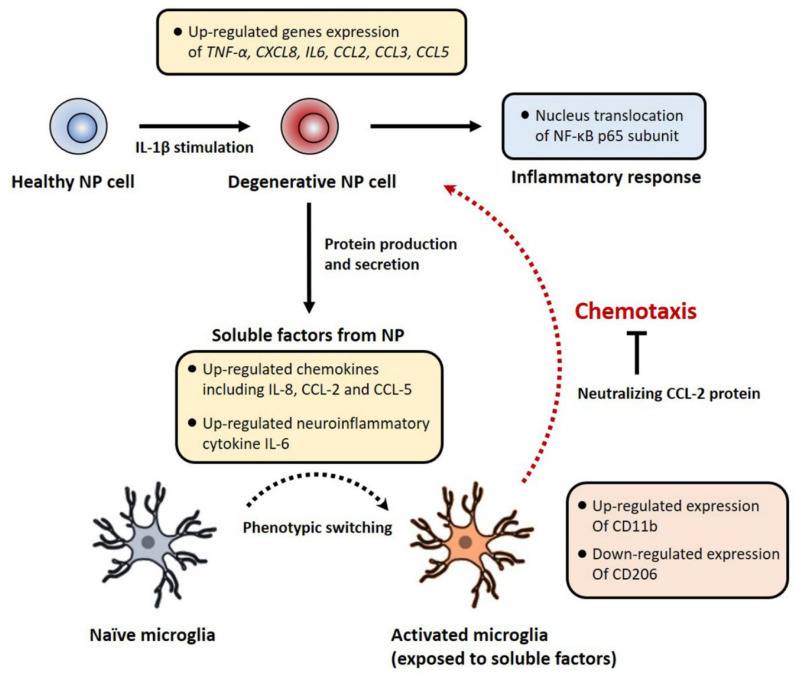 ● Up-regulated genes expression
of TNF-α, CXCL8, IL6, CCL2, CCL3, CCL5
IL-1β stimulation
● Nucleus translocation
of NF-κB p65 subunit
Healthy NP cell
Degenerative NP cell
Inflammatory response
Protein production
and secretion
Chemotaxis
Soluble factors from NP
● Up-regulated chokines
including IL-8, CCL-2 and CCL-5
● Up-regulated neuroinflammatory
cytokine IL-6
Neutralizing CCL-2 protein
Phenotypic switching
● Up-regulated expression
Of CD11b
● Down-regulated expression
Of CD206
Naïve microglia
Activated microglia
(exposed to soluble factors)